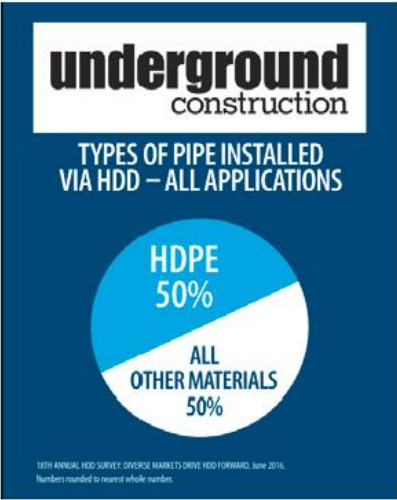 underground
construction
TYPES OF PIPE INSTALLED
VIA HDD – ALL APPLICATIONS
HDPE
50%
ALL
OTHER MATERIALS
50%
18TH ANNUAL HDD SURVEY: DIVERSE MARKETS DRIVE HDD FORWARD, June 2016.
Numbers rounded to nearest whole number.